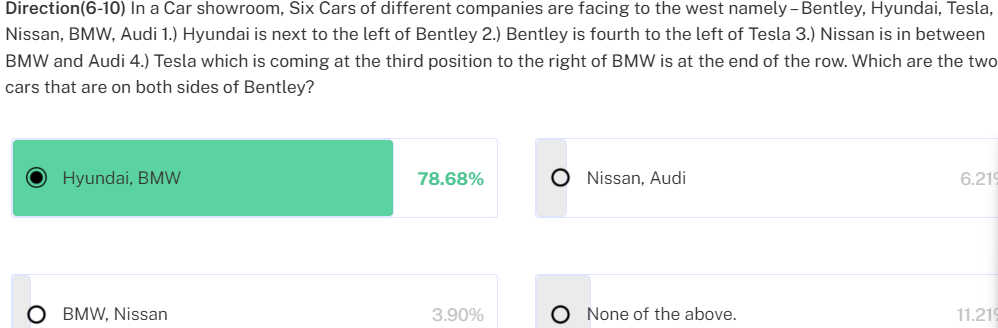 Direction(6-10) In a Car showroom, Six Cars of different companies are facing to the west namely – Bentley, Hyundai, Tesla,
Nissan, BMW, Audi 1.) Hyundai is next to the left of Bentley 2.) Bentley is fourth to the left of Tesla 3.) Nissan is in between
BMW and Audi 4.) Tesla which is coming at the third position to the right of BMW is at the end of the row. Which are the two
cars that are on both sides of Bentley?
Hyundai, BMW 78.68%
Nissan, Audi 6.21%
BMW, Nissan 3.90%
None of the above. 11.21%